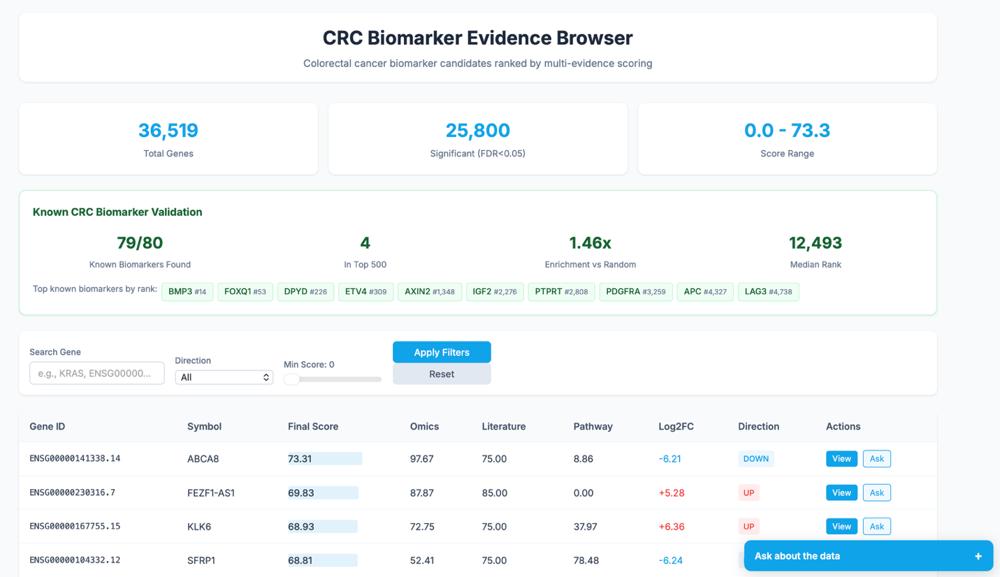 CRC Biomarker Evidence Browser
Colorectal cancer biomarker candidates ranked by multi-evidence scoring
36,519
Total Genes
25,800
Significant (FDR<0.05)
0.0 - 73.3
Score Range
Known CRC Biomarker Validation
79/80
Known Biomarkers Found
4
In Top 500
1.46x
Enrichment vs Random
12,493
Median Rank
Top known biomarkers by rank: BMP3 #14 FOXQ1 #53 DPYD #226 ETV4 #309 AXIN2 #1,348 IGF2 #2,276 PTPRT #2,808 PDGFRA #3,259 APC #4,327 LAG3 #4,738
Search Gene
e.g., KRAS, ENSG00000...
Direction
All
Min Score: 0
Apply Filters
Reset
Gene ID Symbol Final Score Omics Literature Pathway Log2FC Direction Actions
ENSG00000141338.14 ABCA8 73.31 97.67 75.00 8.86 -6.21 DOWN View Ask
ENSG00000230316.7 FEZF1-AS1 69.83 87.87 85.00 0.00 +5.28 UP View Ask
ENSG00000167755.15 KLK6 68.93 72.75 75.00 37.97 +6.36 UP View Ask
ENSG00000104332.12 SFRP1 68.81 52.41 75.00 78.48 -6.24
Ask about the data +